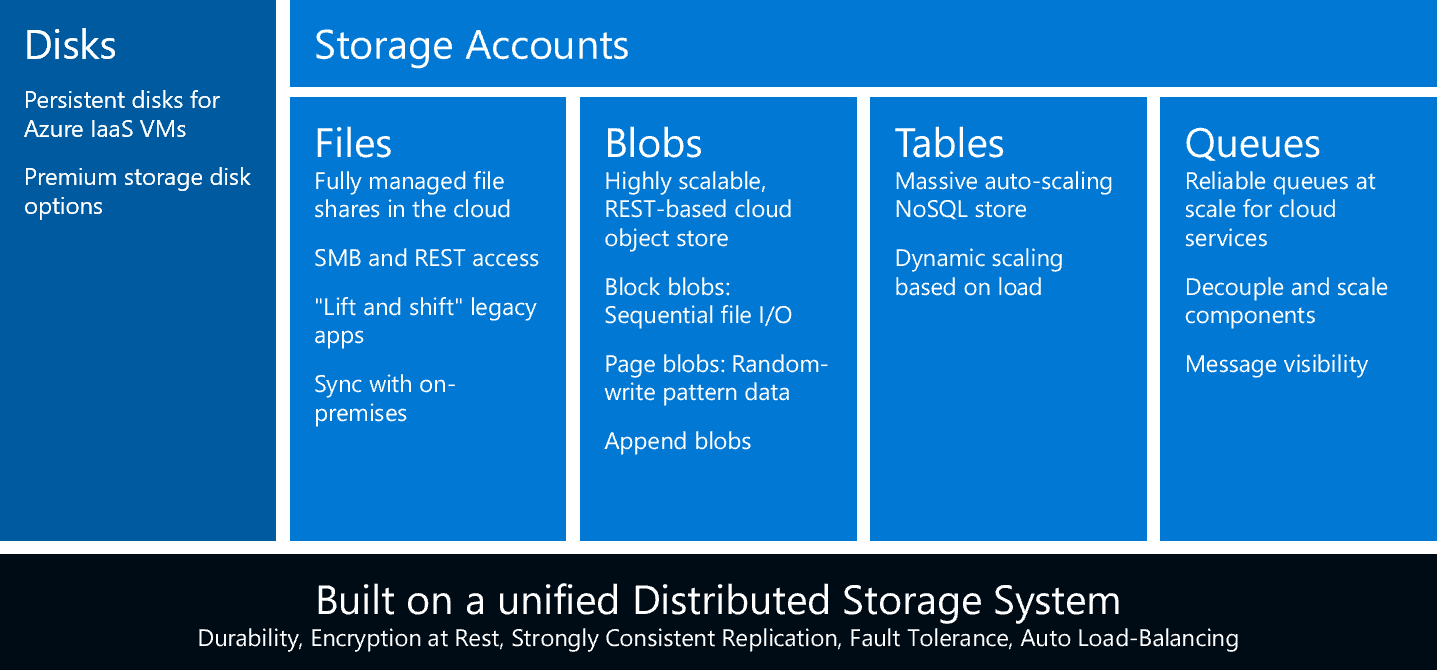 Disks
Persistent disks for
Azure IaaS VMs
Premium storage disk
options
Storage Accounts
Files
Fully managed file
shares in the cloud
SMB and REST access
"Lift and shift" legacy
apps
Sync with on-
premises
Blobs
Highly scalable,
REST-based cloud
object store
Block blobs:
Sequential file I/O
Page blobs: Random-
write pattern data
Append blobs
Tables
Massive auto-scaling
NoSQL store
Dynamic scaling
based on load
Queues
Reliable queues at
scale for cloud
services
Decouple and scale
components
Message visibility
Built on a unified Distributed Storage System
Durability, Encryption at Rest, Strongly Consistent Replication, Fault Tolerance, Auto Load-Balancing